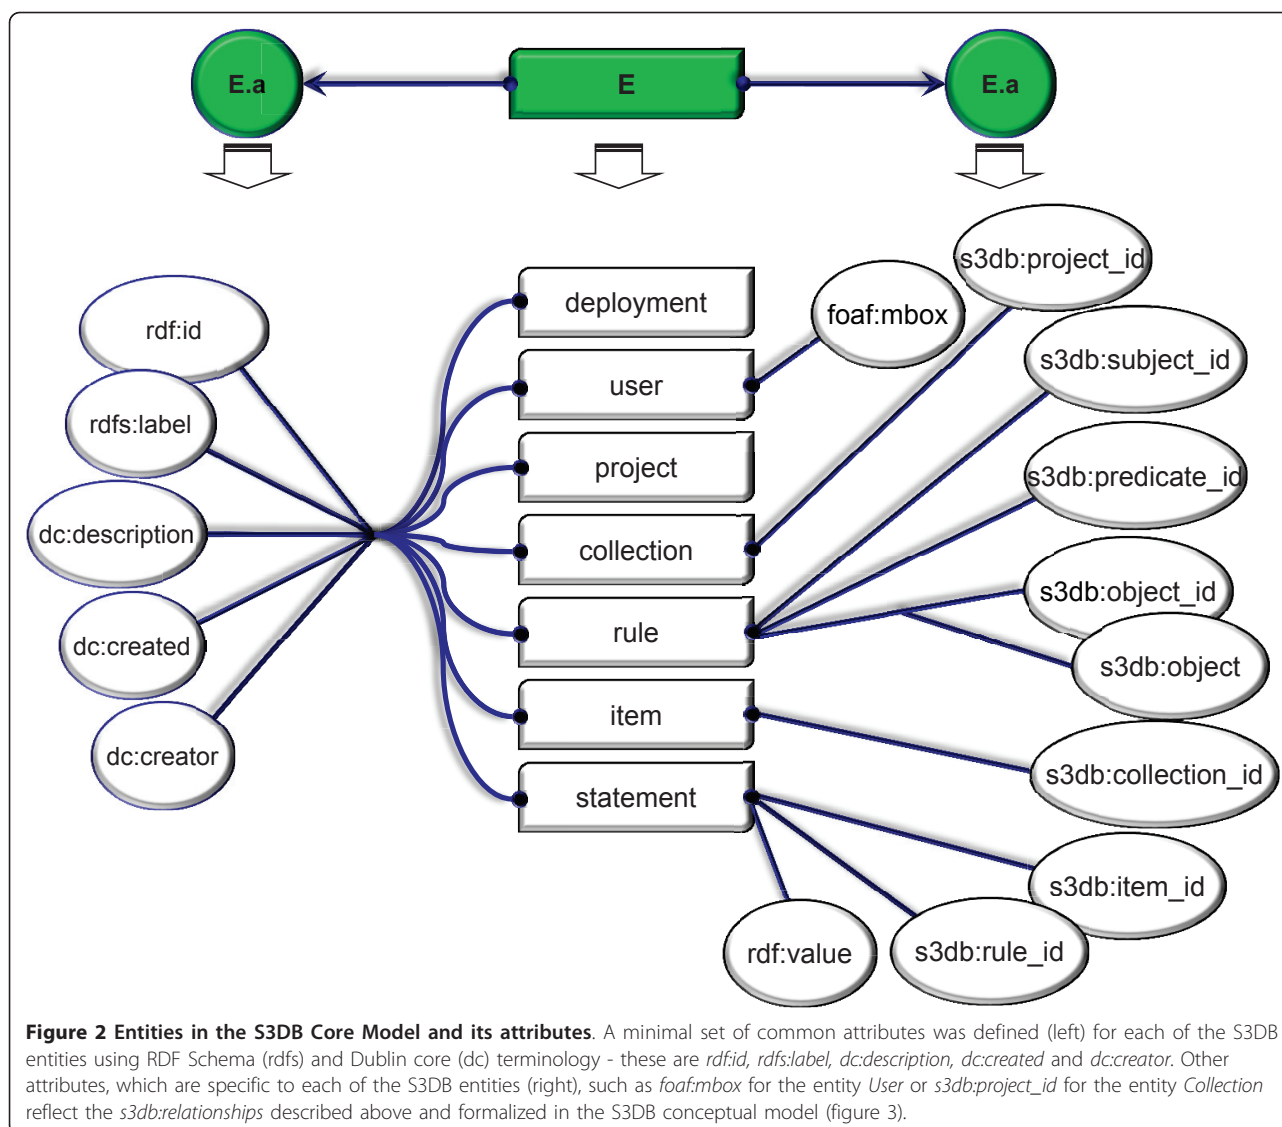 E.a
E
E.a
s3db:project_id
deployment
foaf:mbox
rdf:id
s3db:subject_id
user
rdfs:label
project
s3db:predicate_id
dc:description
collection
s3db:object_id
dc:created
rule
s3db:object
item
dc:creator
s3db:collection_id
statement
s3db:item_id
rdf:value
s3db:rule_id
Figure 2 Entities in the S3DB Core Model and its attributes. A minimal set of common attributes was defined (left) for each of the S3DB
entities using RDF Schema (rdfs) and Dublin core (dc) terminology - these are rdf:id, rdfs:label, dc:description, dc:created and dc:creator. Other
attributes, which are specific to each of the S3DB entities (right), such as foaf:mbox for the entity User or s3db:project_id for the entity Collection
reflect the s3db:relationships described above and formalized in the S3DB conceptual model (figure 3).